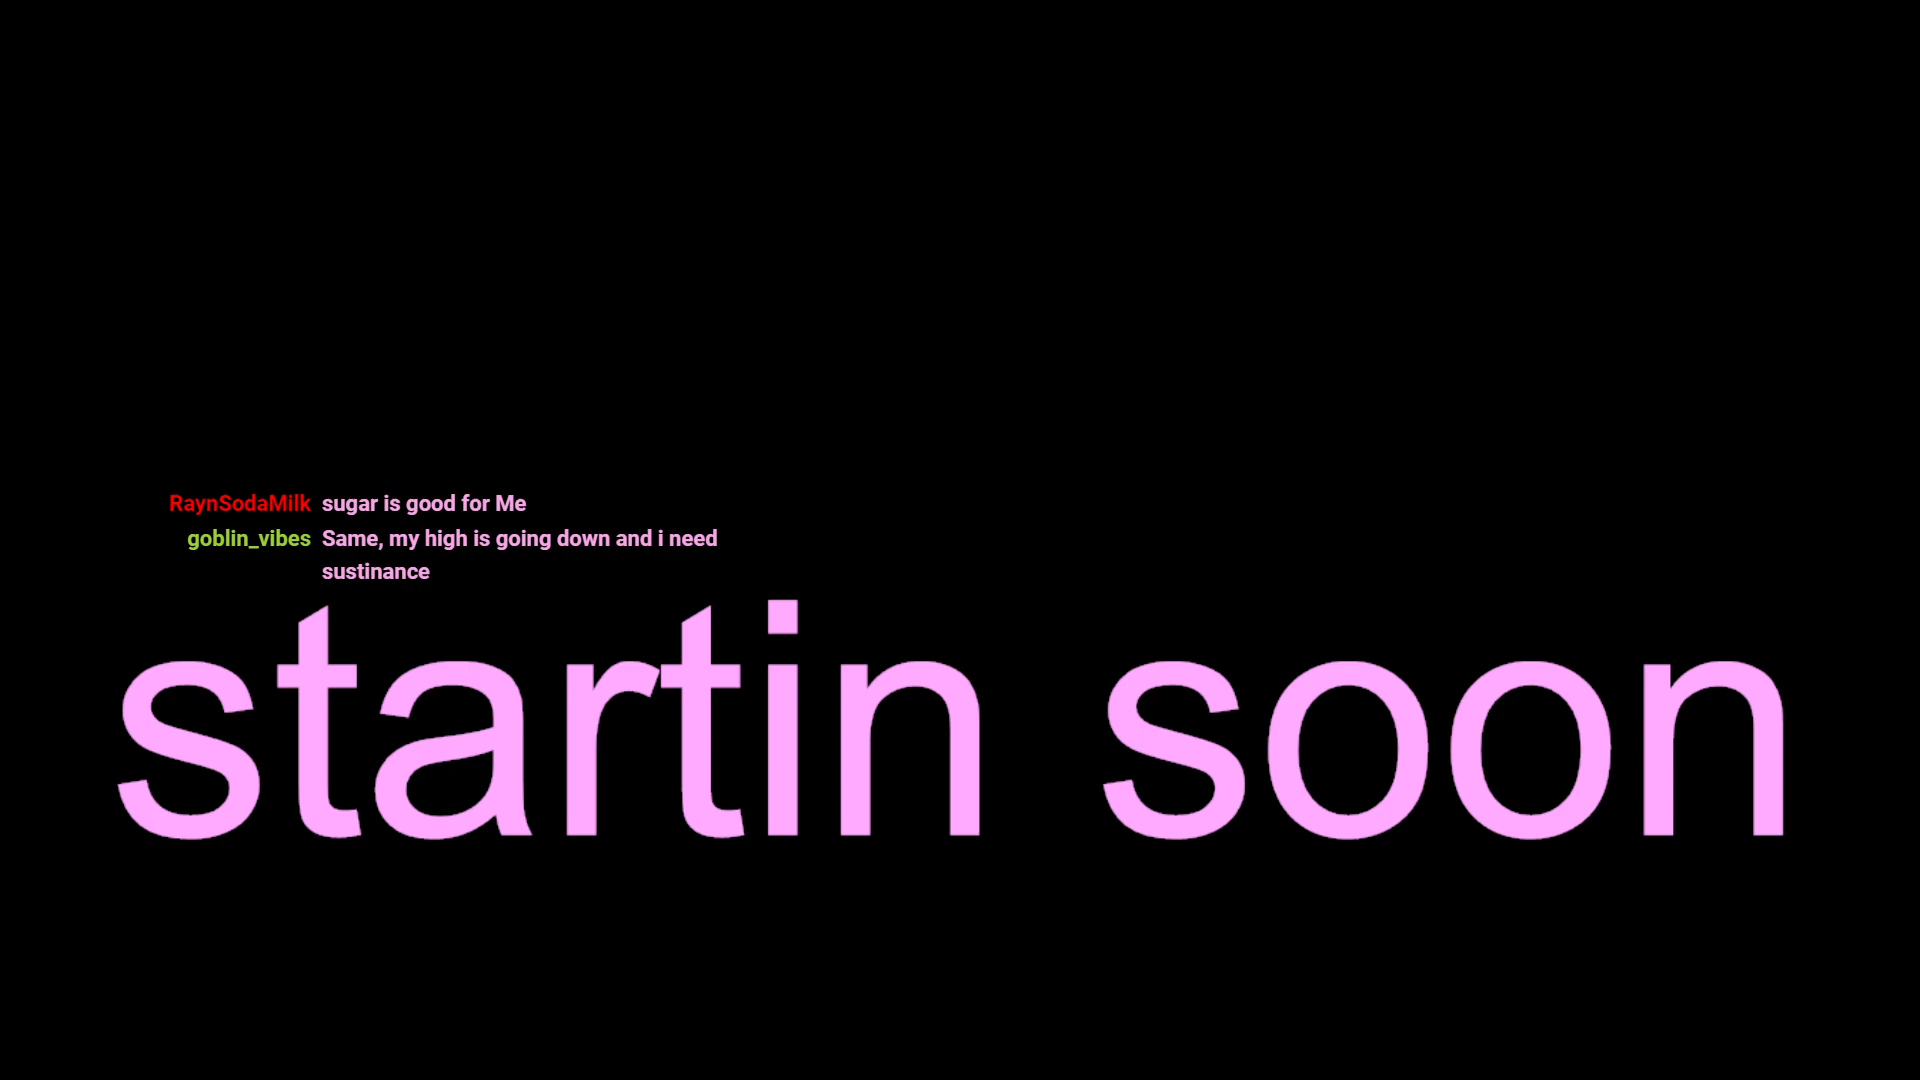 RaynSodaMilk sugar is good for Me
goblin_vibes Same, my high is going down and i need
sustinance
startin soon